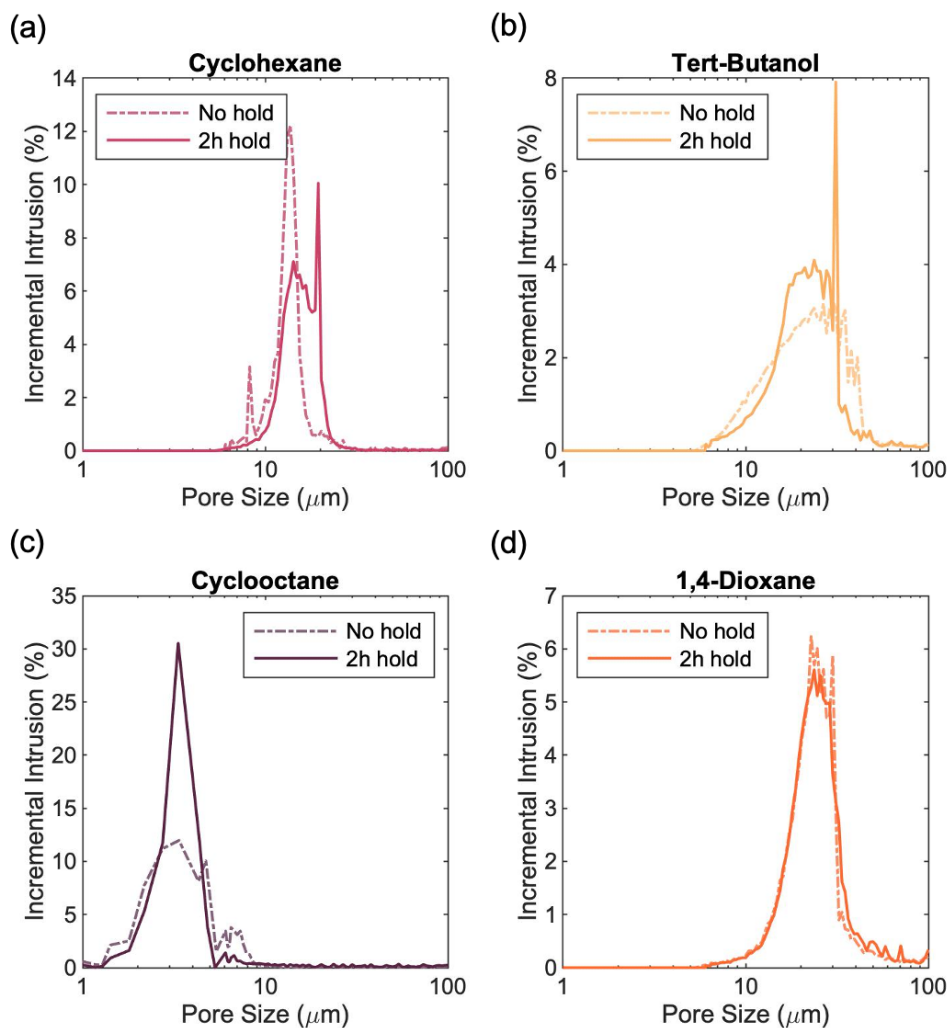 (a)
Cyclohexane
No hold
2h hold
Incremental Intrusion (%)
14
12
10
8
6
4
2
0
1
10
100
Pore Size (μm)
(b)
Tert-Butanol
No hold
2h hold
Incremental Intrusion (%)
8
6
4
2
0
1
10
100
Pore Size (μm)
(c)
Cyclooctane
No hold
2h hold
Incremental Intrusion (%)
35
30
25
20
15
10
5
0
1
10
100
Pore Size (μm)
(d)
1,4-Dioxane
No hold
2h hold
Incremental Intrusion (%)
7
6
5
4
3
2
1
0
1
10
100
Pore Size (μm)